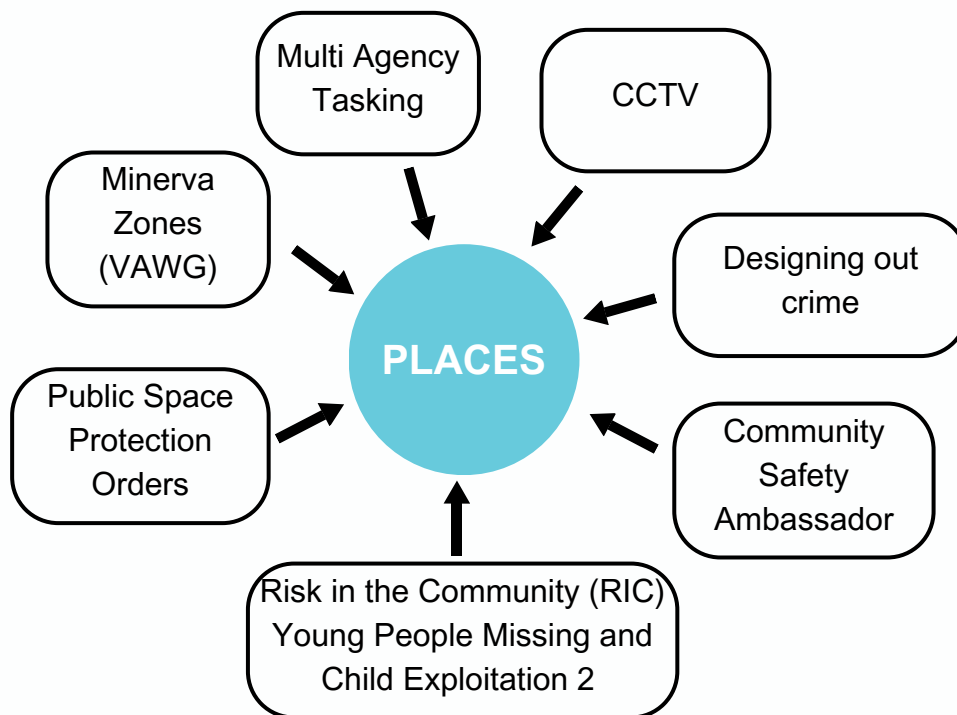 Multi Agency
Tasking
CCTV
Minerva
Zones
(VAWG)
Designing out
crime
PLACES
Public Space
Protection
Orders
Community
Safety
Ambassador
Risk in the Community (RIC)
Young People Missing and
Child Exploitation 2